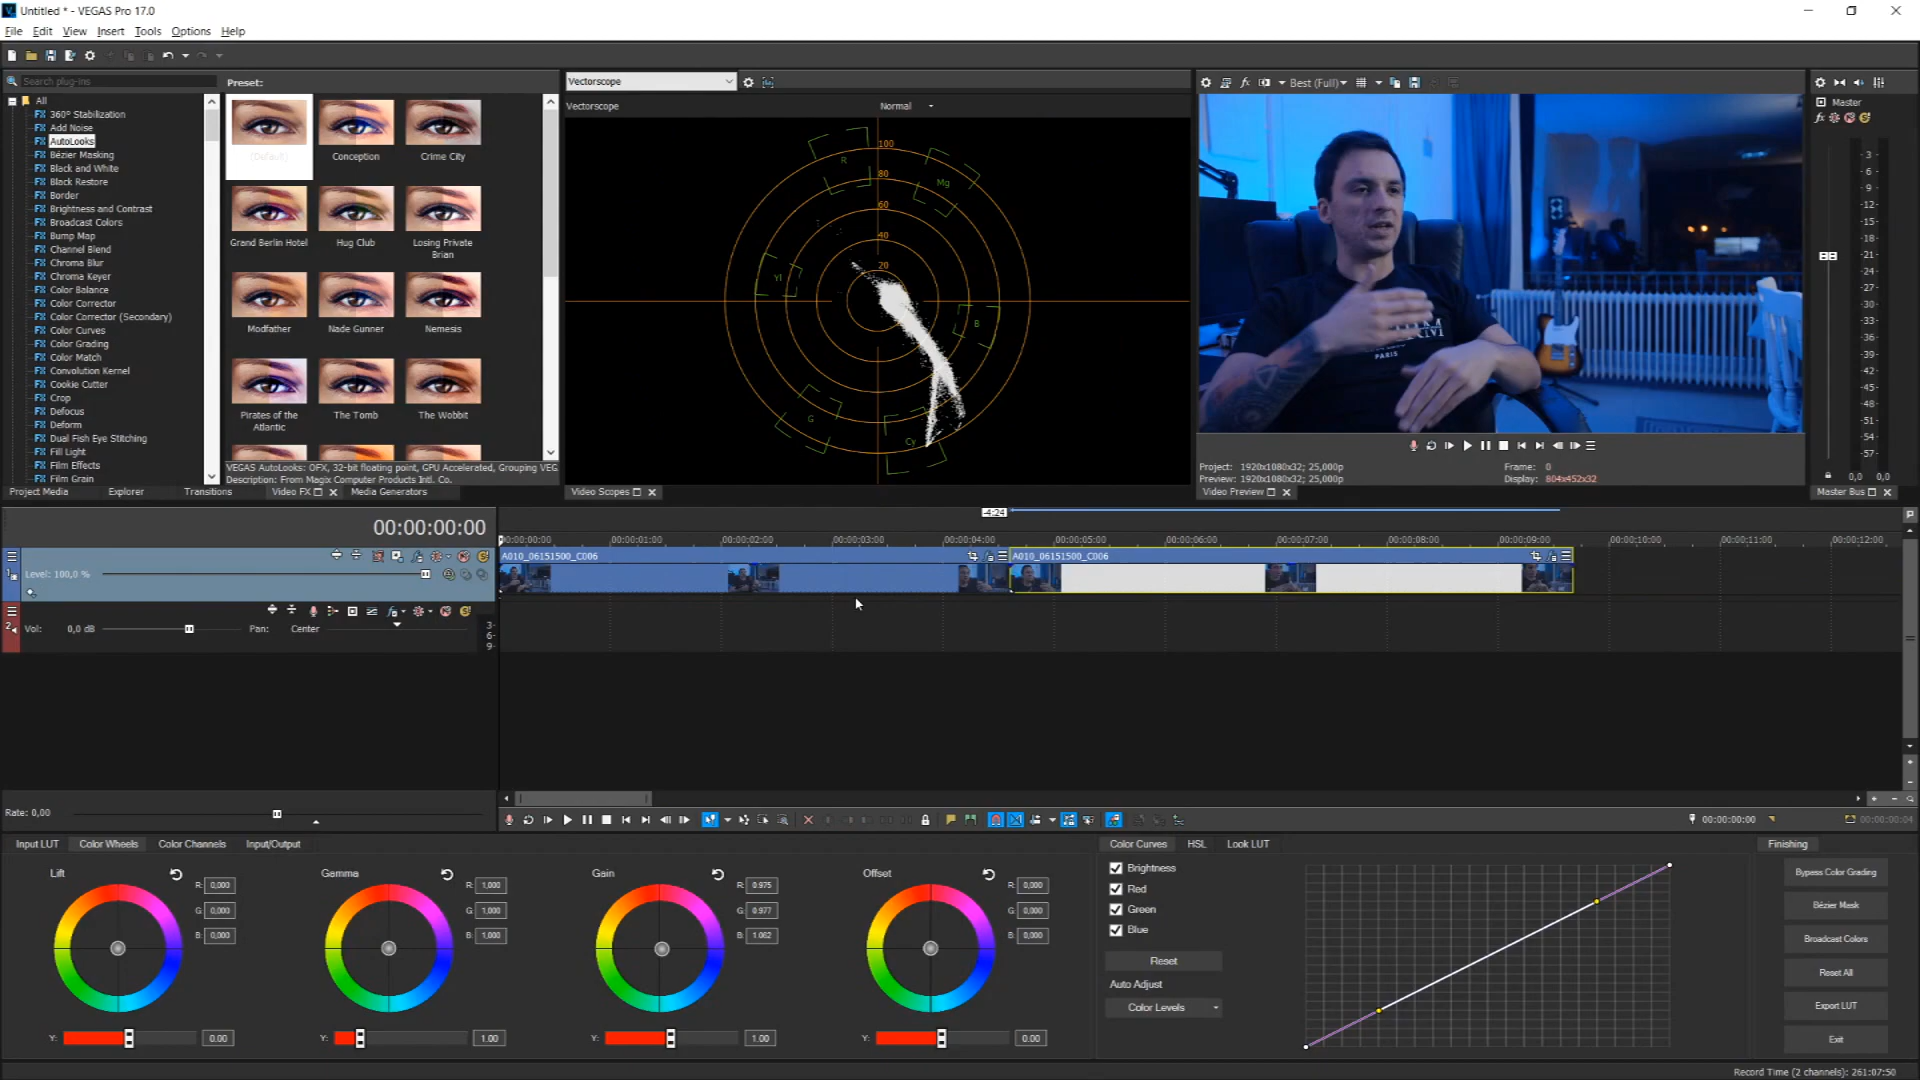 Untitled * - VEGAS Pro 17.0
File Edit View Insert Tools Options Help
Search plug-ins
Preset:
All
360° Stabilization
Add Noise
AutoLooks
Bézier Masking
Black and White
Black Restore
Border
Brightness and Contrast
Broadcast Colors
Bump Map
Channel Blend
Chroma Blur
Chroma Keyer
Color Balance
Color Corrector
Color Corrector (Secondary)
Color Curves
Color Grading
Color Match
Convolution Kernel
Cookie Cutter
Crop
Defocus
Deform
Dual Fish Eye Stitching
Fill Light
Film Effects
Film Grain
(Default) Conception Crime City
Grand Berlin Hotel Hug Club Losing Private Brian
Modfather Nade Gunner Nemesis
Pirates of the Atlantic The Tomb The Wobbit
VEGAS AutoLooks: OFX, 32-bit floating point, GPU Accelerated, Grouping VEG
Description: From Magix Computer Products Intl. Co.
Project Media Explorer Transitions Video FX Media Generators
Vectorscope
Vectorscope Normal
100
80
60
40
20
R
Mg
Yl
B
G
Cy
Video Scopes
Best (Full)
PARIS
Project: 1920x1080x32; 25,000p
Preview: 1920x1080x32; 25,000p
Frame: 0
Display: 804x452x32
Video Preview
Master
-3-
-6-
-9-
-12-
-15-
-18-
-21-
-24-
-27-
-30-
-33-
-36-
-39-
-42-
-45-
-48-
-51-
-54-
-57-
0,0 0,0
Master Bus
00:00:00:00
-4:24
00:00:00:00 00:00:01:00 00:00:02:00 00:00:03:00 00:00:04:00 00:00:05:00 00:00:06:00 00:00:07:00 00:00:08:00 00:00:09:00 00:00:10:00 00:00:11:00 00:00:12:00
A010_06151500_C006 A010_06151500_C006
1
Level: 100,0 %
2
Vol: 0,0 dB Pan: Center
3-
6-
9-
Rate: 0,00
00:00:00:00 00:00:00:04
Input LUT Color Wheels Color Channels Input/Output
Lift
R: 0,000
G: 0,000
B: 0,000
Y: 0.00
Gamma
R: 1,000
G: 1,000
B: 1,000
Y: 1.00
Gain
R: 0.975
G: 0.977
B: 1.062
Y: 1.00
Offset
R: 0,000
G: 0,000
B: 0,000
Y: 0.00
Color Curves HSL Look LUT
Brightness
Red
Green
Blue
Reset
Auto Adjust
Color Levels
Finishing
Bypass Color Grading
Bézier Mask
Broadcast Colors
Reset All
Export LUT
Exit
Record Time (2 channels): 261:07:50